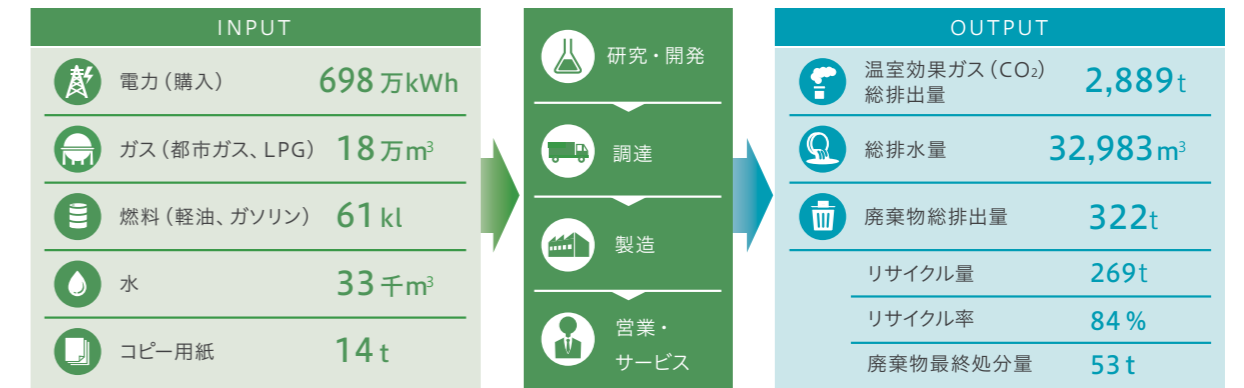 INPUT
電力（購入） 698万kWh
ガス（都市ガス、LPG） 18万m³
燃料（軽油、ガソリン） 61kl
水 33千m³
コピー用紙 14t
研究・開発
調達
製造
営業・
サービス
OUTPUT
温室効果ガス（CO₂）
総排出量 2,889t
総排水量 32,983m³
廃棄物総排出量 322t
リサイクル量 269t
リサイクル率 84%
廃棄物最終処分量 53t